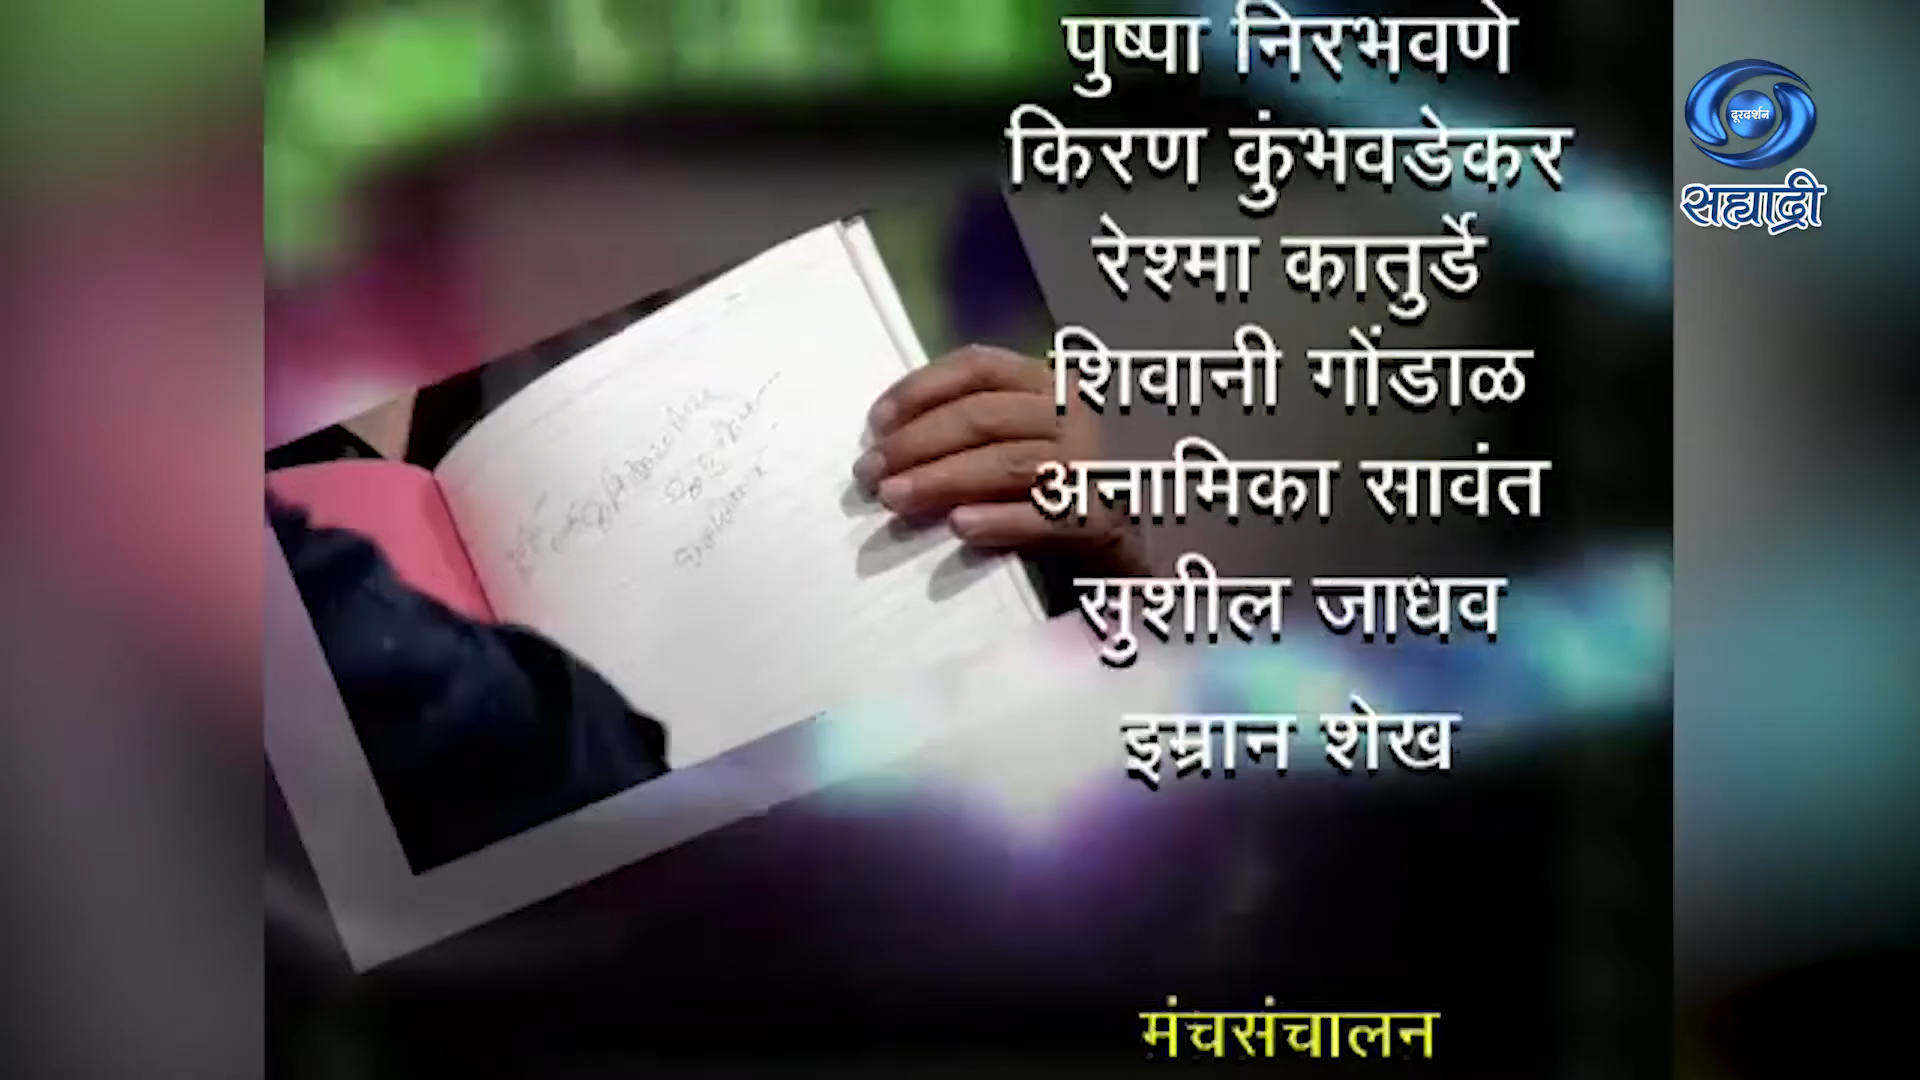 पुष्पा निरभवणे
किरण कुंभवडेकर
रेश्मा कातुर्डे
शिवानी गोंडाळ
अनामिका सावंत
सुशील जाधव
इम्रान शेख
मंचसंचालन
दूरदर्शन
सह्याद्री